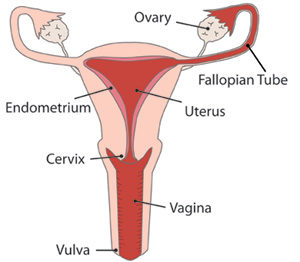 Ovary
Fallopian Tube
Endometrium
Uterus
Cervix
Vagina
Vulva